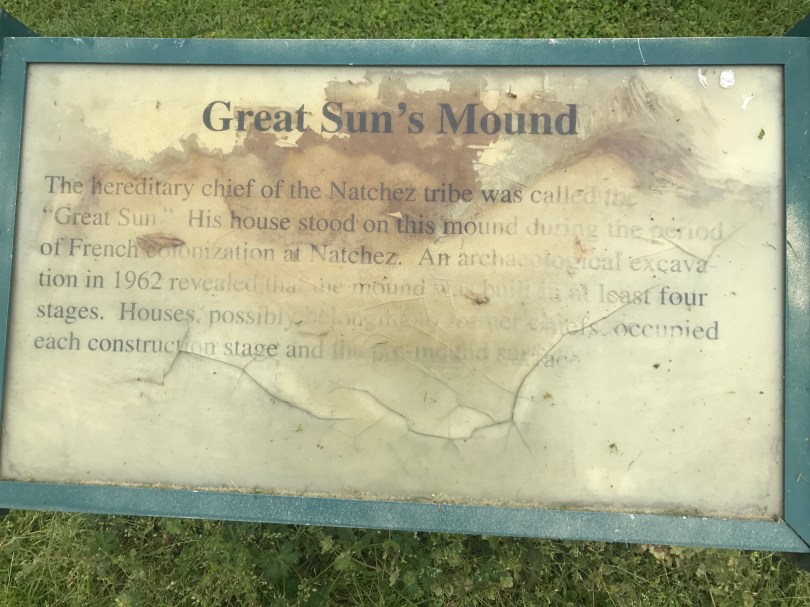 Great Sun's Mound
The hereditary chief of the Natchez tribe was called the
"Great Sun." His house stood on this mound during the period
of French colonization at Natchez. An archaeological excava-
tion in 1962 revealed that the mound was built in at least four
stages. Houses, possibly belonging to former chiefs, occupied
each construction stage and the pre-mound surface.